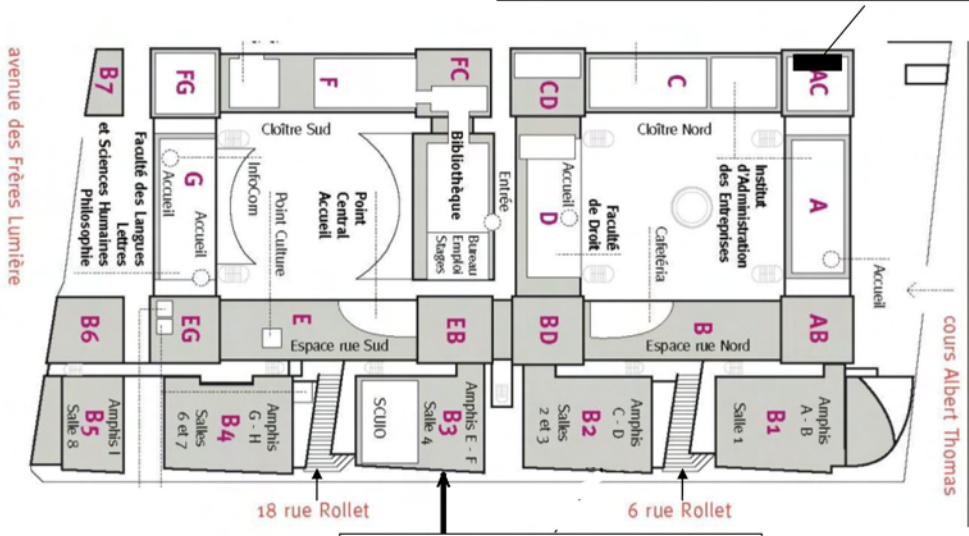 avenue des Frères Lumière
B7
FG
F
FC
CD
C
AC
Cloître Sud
Cloître Nord
Faculté des Langues
Lettres
et Sciences Humaines
Philosophie
G
Accueil
Accueil
InfoCom
Point Culture
Point
Central
Accueil
Bibliothèque
Bureau
Emploi
Stages
Entrée
D
Accueil
Faculté
de Droit
Cafetéria
Institut
d'Administration
des Entreprises
A
Accueil
cours Albert Thomas
B6
EG
E
Espace rue Sud
EB
BD
B
Espace rue Nord
AB
B5
Amphis I
Salle 8
B4
Amphis
G - H
Salles
6 et 7
SCUIO
B3
Amphis E - F
Salle 4
B2
Amphis
C - D
Salles
2 et 3
B1
Amphis
A - B
Salle 1
18 rue Rollet
6 rue Rollet